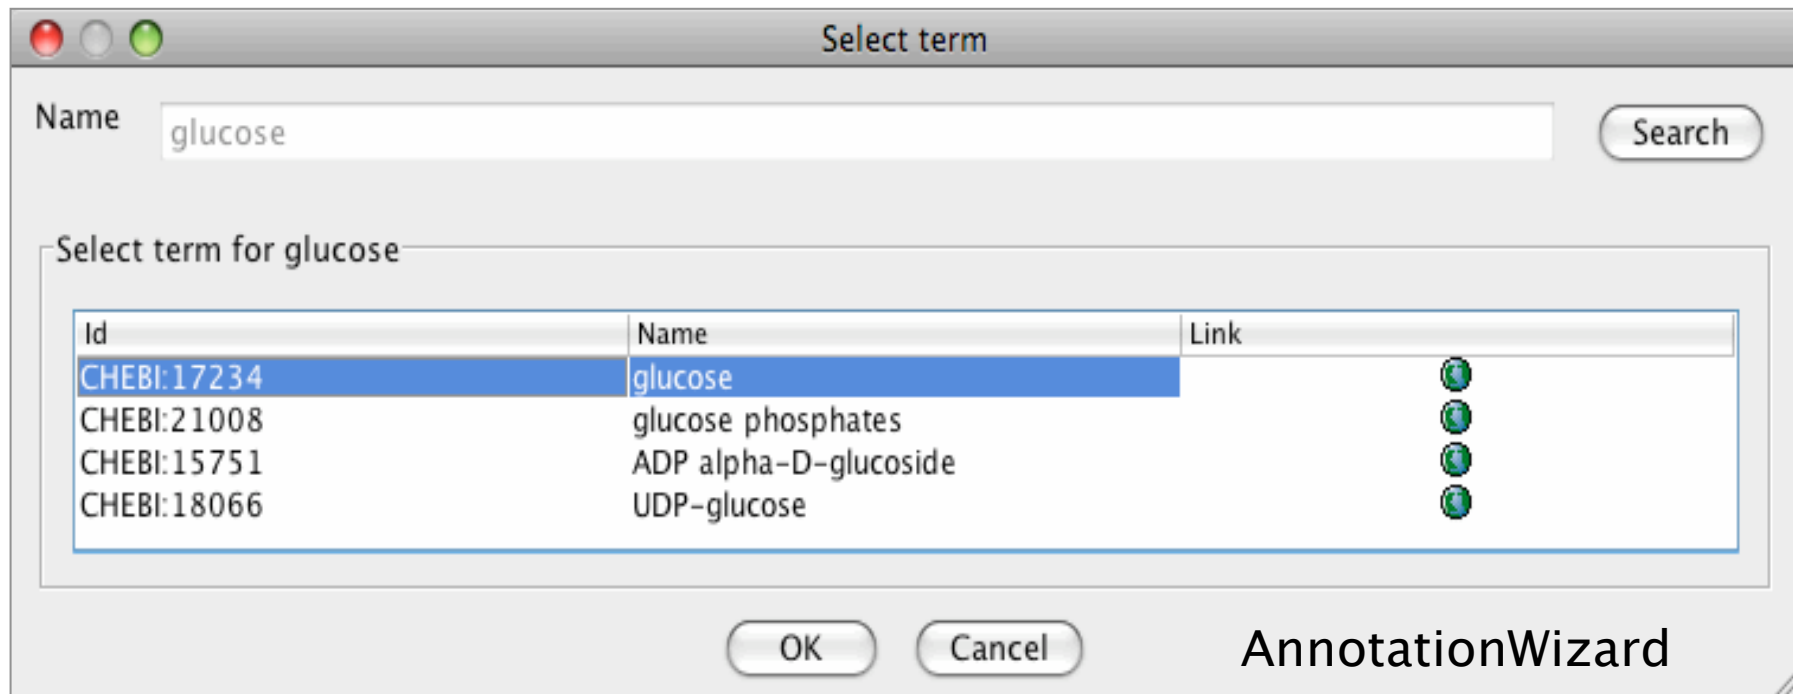 Select term
Name glucose Search
Select term for glucose
Id Name Link
CHEBI:17234 glucose
CHEBI:21008 glucose phosphates
CHEBI:15751 ADP alpha-D-glucoside
CHEBI:18066 UDP-glucose
OK Cancel AnnotationWizard